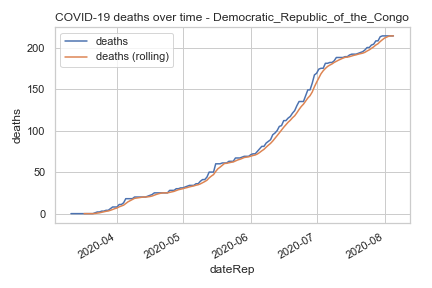 COVID-19 deaths over time - Democratic_Republic_of_the_Congo
deaths
deaths (rolling)
200
150
100
50
0
deaths
2020-04
2020-05
2020-06
2020-07
2020-08
dateRep